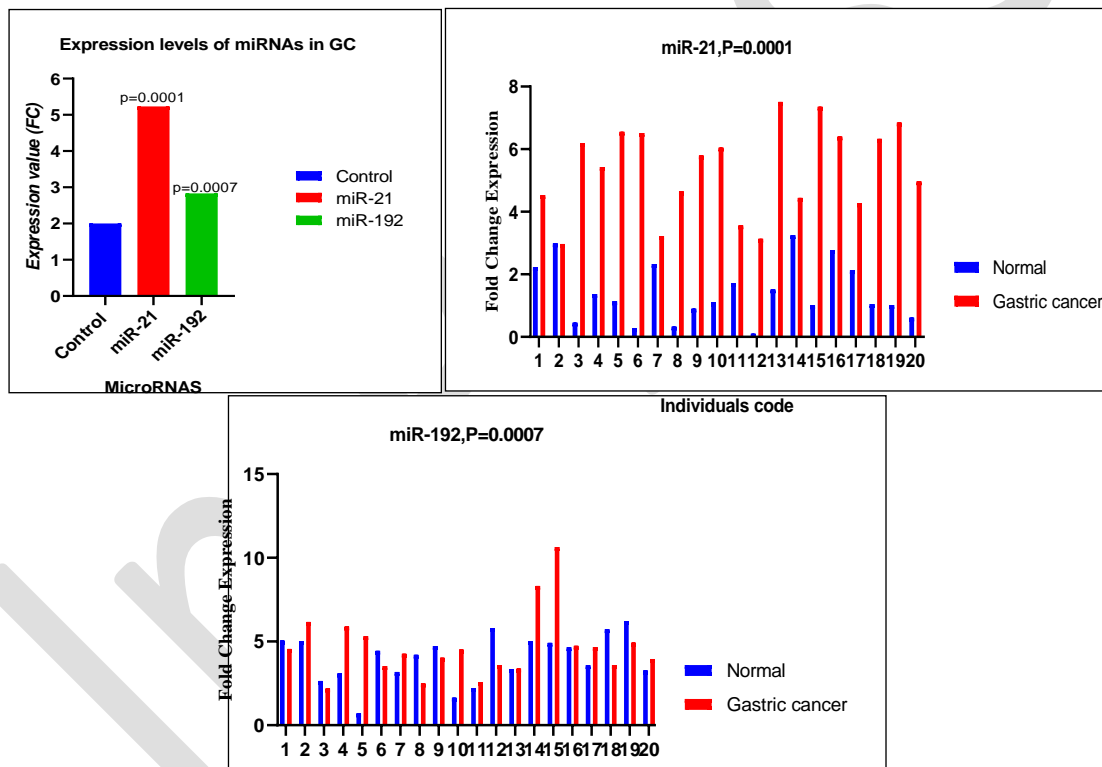 Expression levels of miRNAs in GC
Expression value (FC)
6
5
4
3
2
1
0
p=0.0001
p=0.0007
Control
miR-21
miR-192
MicroRNAS
Control
miR-21
miR-192
miR-21,P=0.0001
Fold Change Expression
8
6
4
2
0
1 2 3 4 5 6 7 8 9 10 11 12 13 14 15 16 17 18 19 20
Normal
Gastric cancer
Individuals code
miR-192,P=0.0007
Fold Change Expression
15
10
5
0
1 2 3 4 5 6 7 8 9 10 11 12 13 14 15 16 17 18 19 20
Normal
Gastric cancer